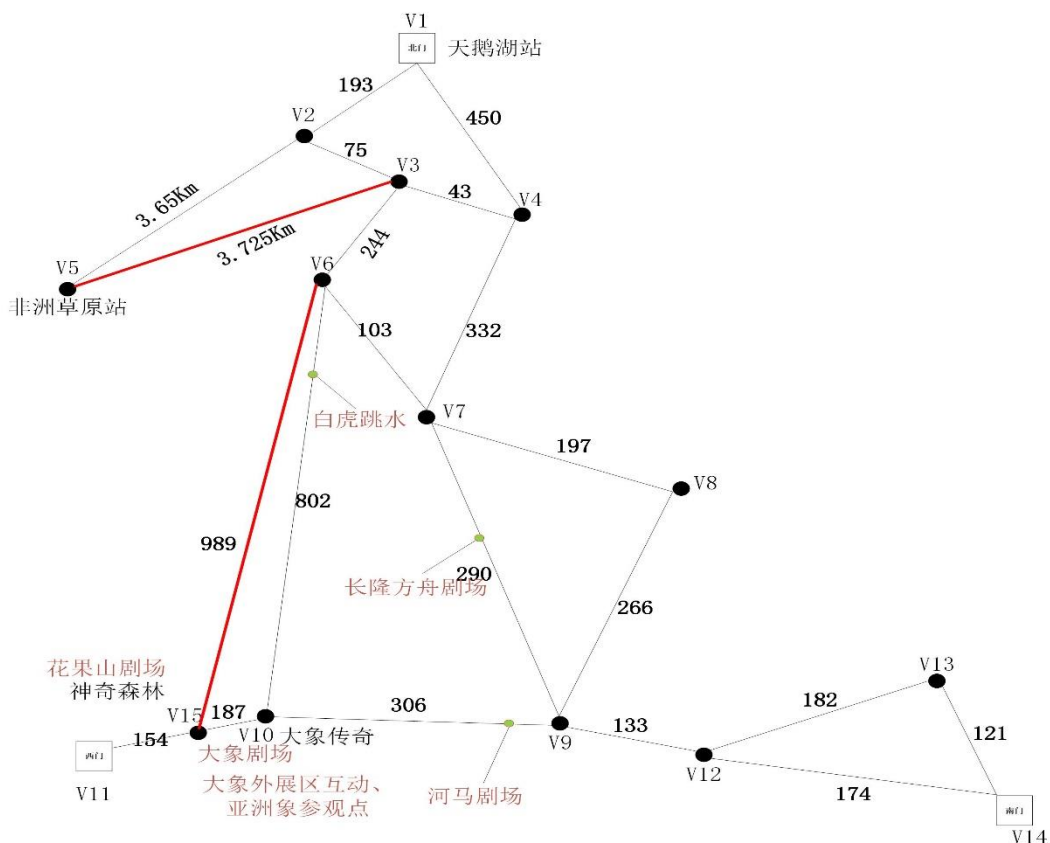 V1
北门
天鹅湖站
193
450
V2
75
V3
43
V4
3.65Km
3.725Km
244
V5
V6
非洲草原站
103
332
白虎跳水
V7
197
V8
802
989
长隆方舟剧场
290
266
花果山剧场
神奇森林
V13
182
V15
187
306
121
154
V10
大象传奇
V9
133
西门
大象剧场
V12
V11
大象外展区互动、
亚洲象参观点
河马剧场
174
南门
V14